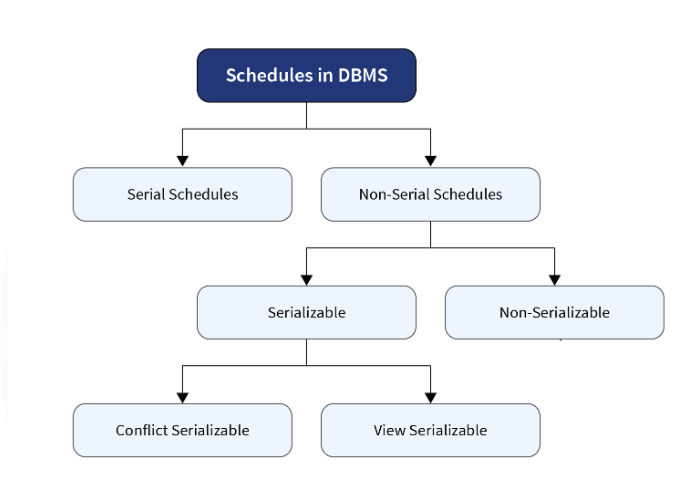 Schedules in DBMS
Serial Schedules
Non-Serial Schedules
Serializable
Non-Serializable
Conflict Serializable
View Serializable